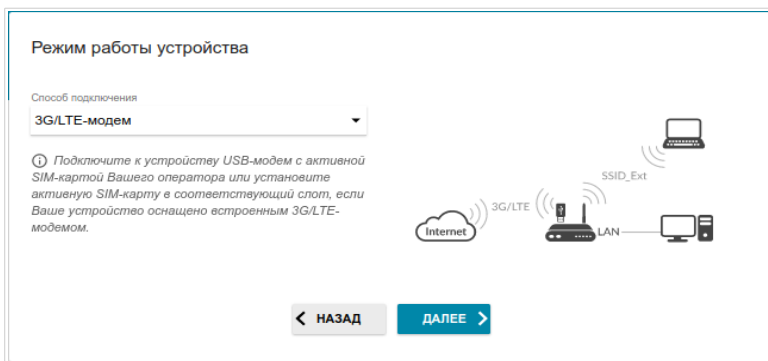 Режим работы устройства
Способ подключения
3G/LTE-модем
Подключите к устройству USB-модем с активной
SIM-картой Вашего оператора или установите
активную SIM-карту в соответствующий слот, если
Ваше устройство оснащено встроенным 3G/LTE-
модемом.
SSID_Ext
3G/LTE
Internet
LAN
НАЗАД
ДАЛЕЕ